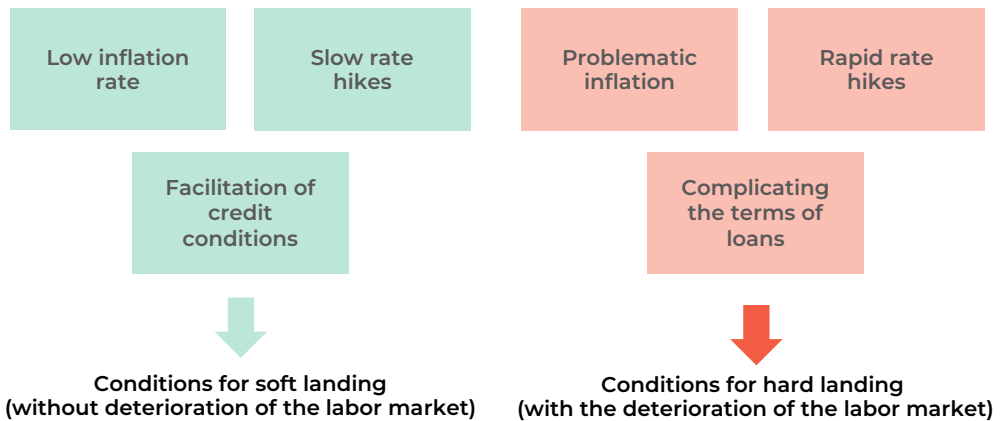 Low inflation
rate
Slow rate
hikes
Facilitation of
credit
conditions
Conditions for soft landing
(without deterioration of the labor market)
Problematic
inflation
Rapid rate
hikes
Complicating
the terms of
loans
Conditions for hard landing
(with the deterioration of the labor market)